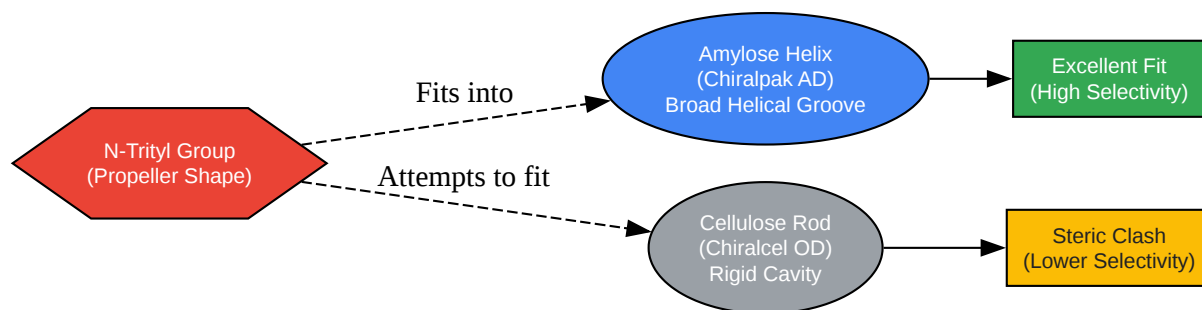 N-Trityl Group
(Propeller Shape)
Fits into
Attempts to fit
Amylose Helix
(Chiralpak AD)
Broad Helical Groove
Excellent Fit
(High Selectivity)
Cellulose Rod
(Chiralcel OD)
Rigid Cavity
Steric Clash
(Lower Selectivity)